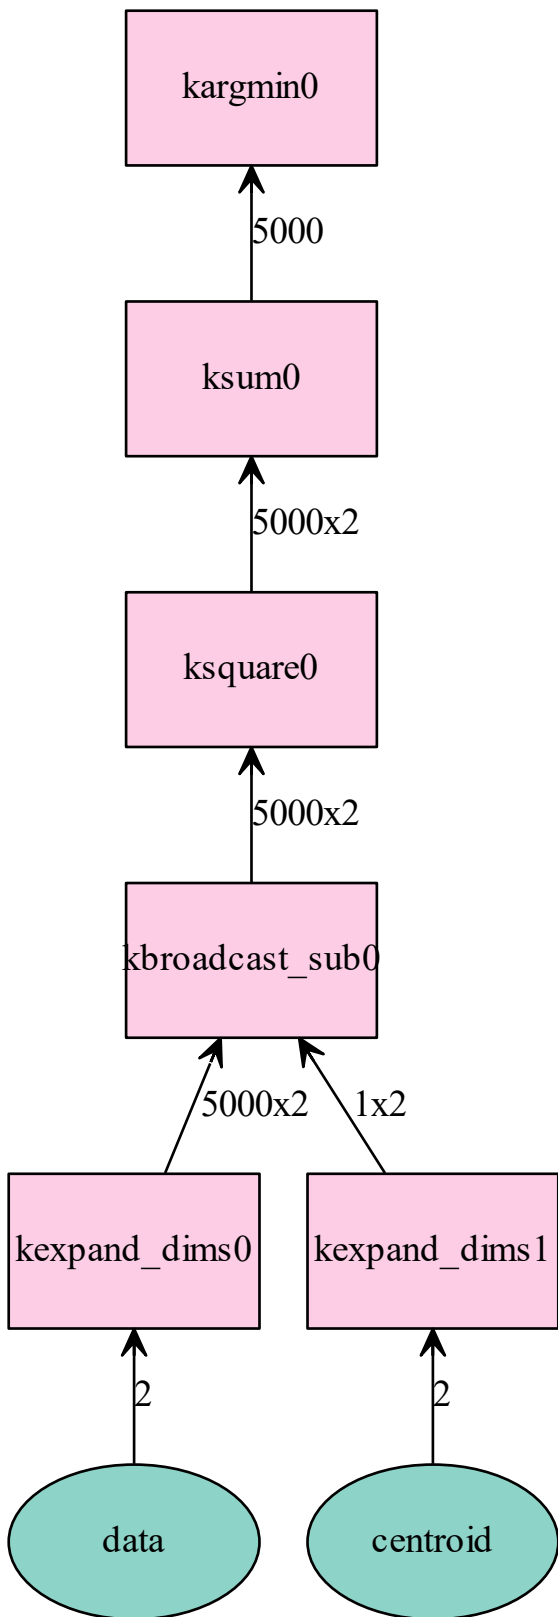 kargmin0
5000
ksum0
5000x2
ksquare0
5000x2
kbroadcast_sub0
5000x2
1x2
kexpand_dims0
kexpand_dims1
2
2
data
centroid